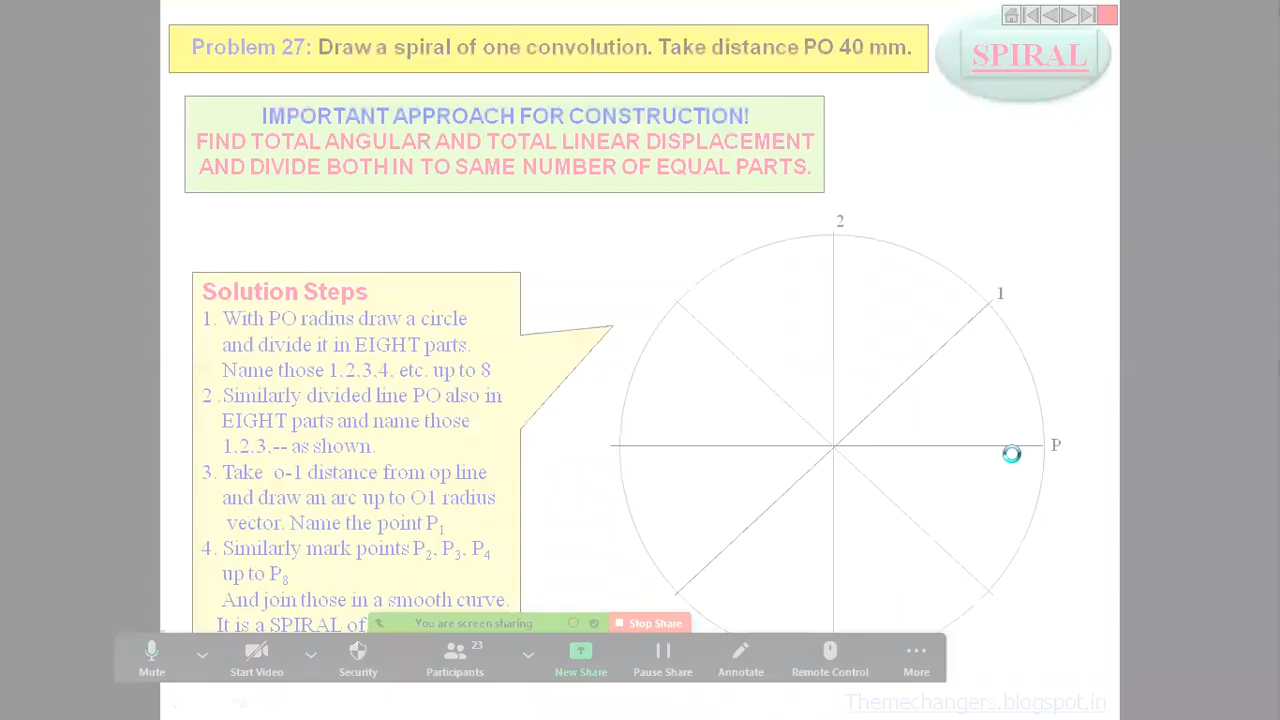 Problem 27: Draw a spiral of one convolution. Take distance PO 40 mm.
SPIRAL
IMPORTANT APPROACH FOR CONSTRUCTION!
FIND TOTAL ANGULAR AND TOTAL LINEAR DISPLACEMENT
AND DIVIDE BOTH IN TO SAME NUMBER OF EQUAL PARTS.
2
1
P
Solution Steps
1. With PO radius draw a circle
and divide it in EIGHT parts.
Name those 1,2,3,4, etc. up to 8
2 .Similarly divided line PO also in
EIGHT parts and name those
1,2,3,-- as shown.
3. Take o-1 distance from op line
and draw an arc up to O1 radius
vector. Name the point P1
4. Similarly mark points P2, P3, P4
up to P8
And join those in a smooth curve.
It is a SPIRAL of
You are screen sharing
Stop Share
23
Mute
Start Video
Security
Participants
New Share
Pause Share
Annotate
Remote Control
More
Themechangers.blogspot.in